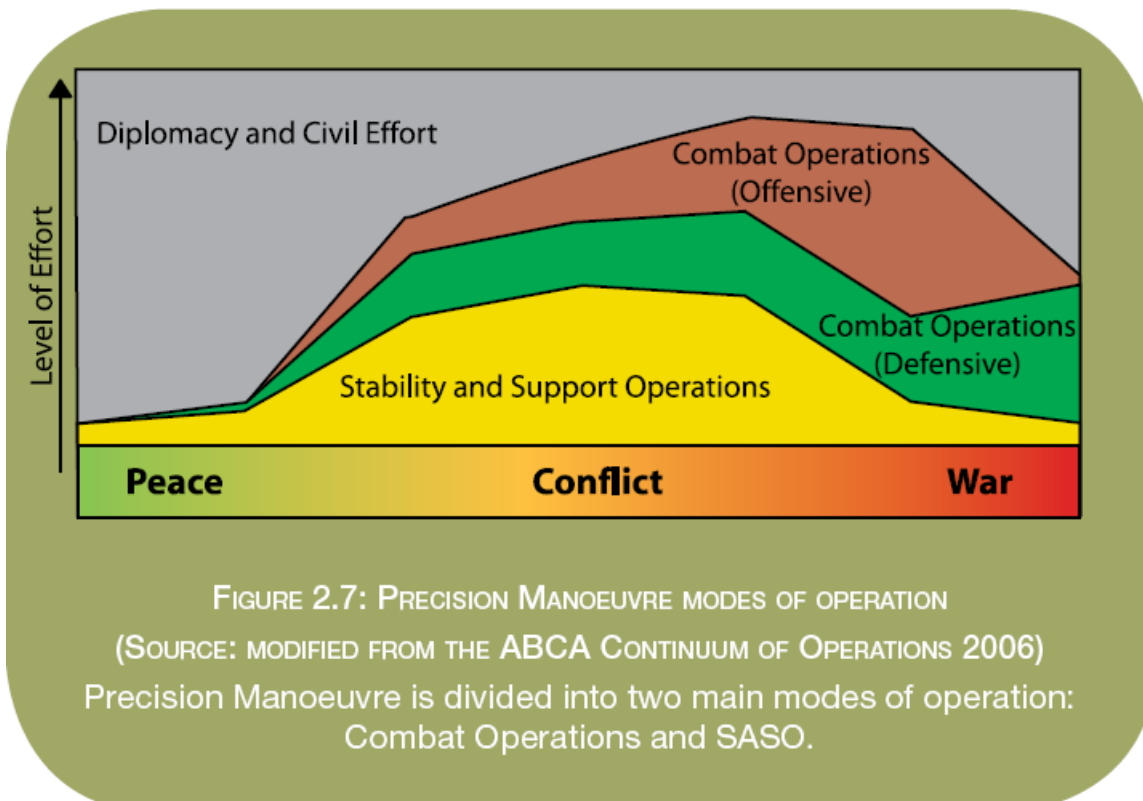 Level of Effort
Diplomacy and Civil Effort
Combat Operations
(Offensive)
Combat Operations
(Defensive)
Stability and Support Operations
Peace Conflict War
FIGURE 2.7: PRECISION MANOEUVRE MODES OF OPERATION
(SOURCE: MODIFIED FROM THE ABCA CONTINUUM OF OPERATIONS 2006)
Precision Manoeuvre is divided into two main modes of operation:
Combat Operations and SASO.